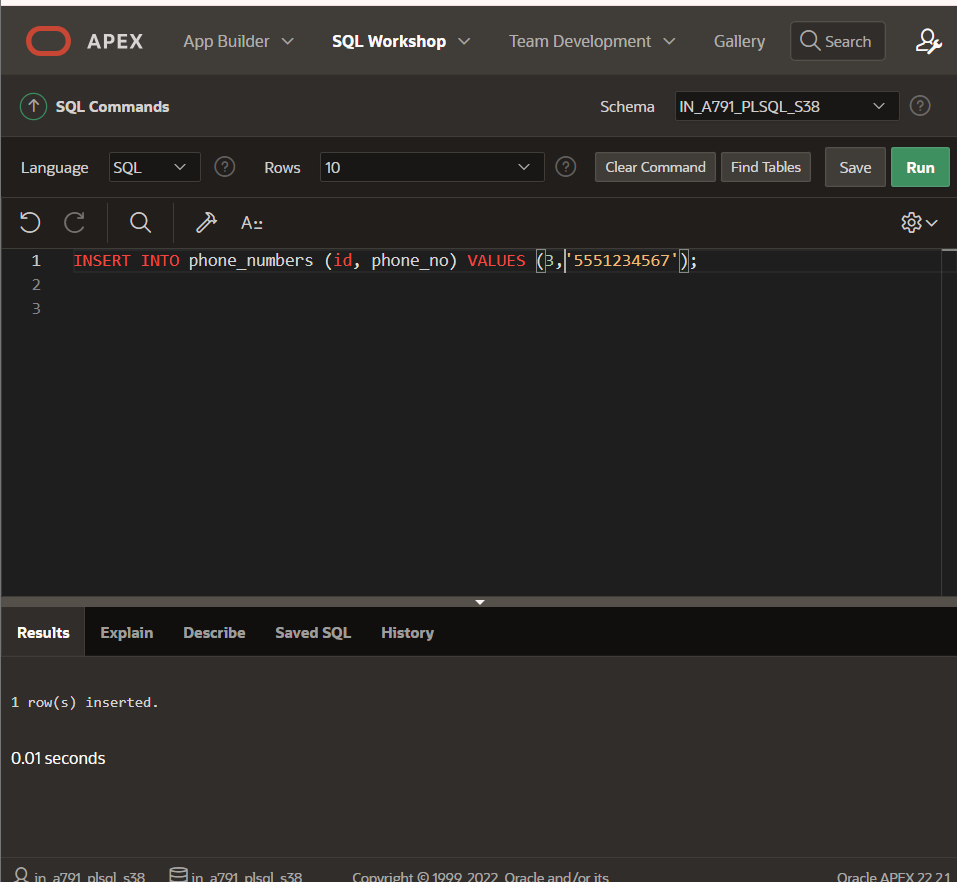 APEX App Builder SQL Workshop Team Development Gallery Search
SQL Commands Schema IN_A791_PLSQL_S38
Language SQL Rows 10 Clear Command Find Tables Save Run
A::
1 INSERT INTO phone_numbers (id, phone_no) VALUES (3,'5551234567');
2
3
Results Explain Describe Saved SQL History
1 row(s) inserted.
0.01 seconds
in_a791_plsql_s38 in_a791_plsql_s38 Copyright © 1999, 2022, Oracle and/or its Oracle APEX 22.2.1